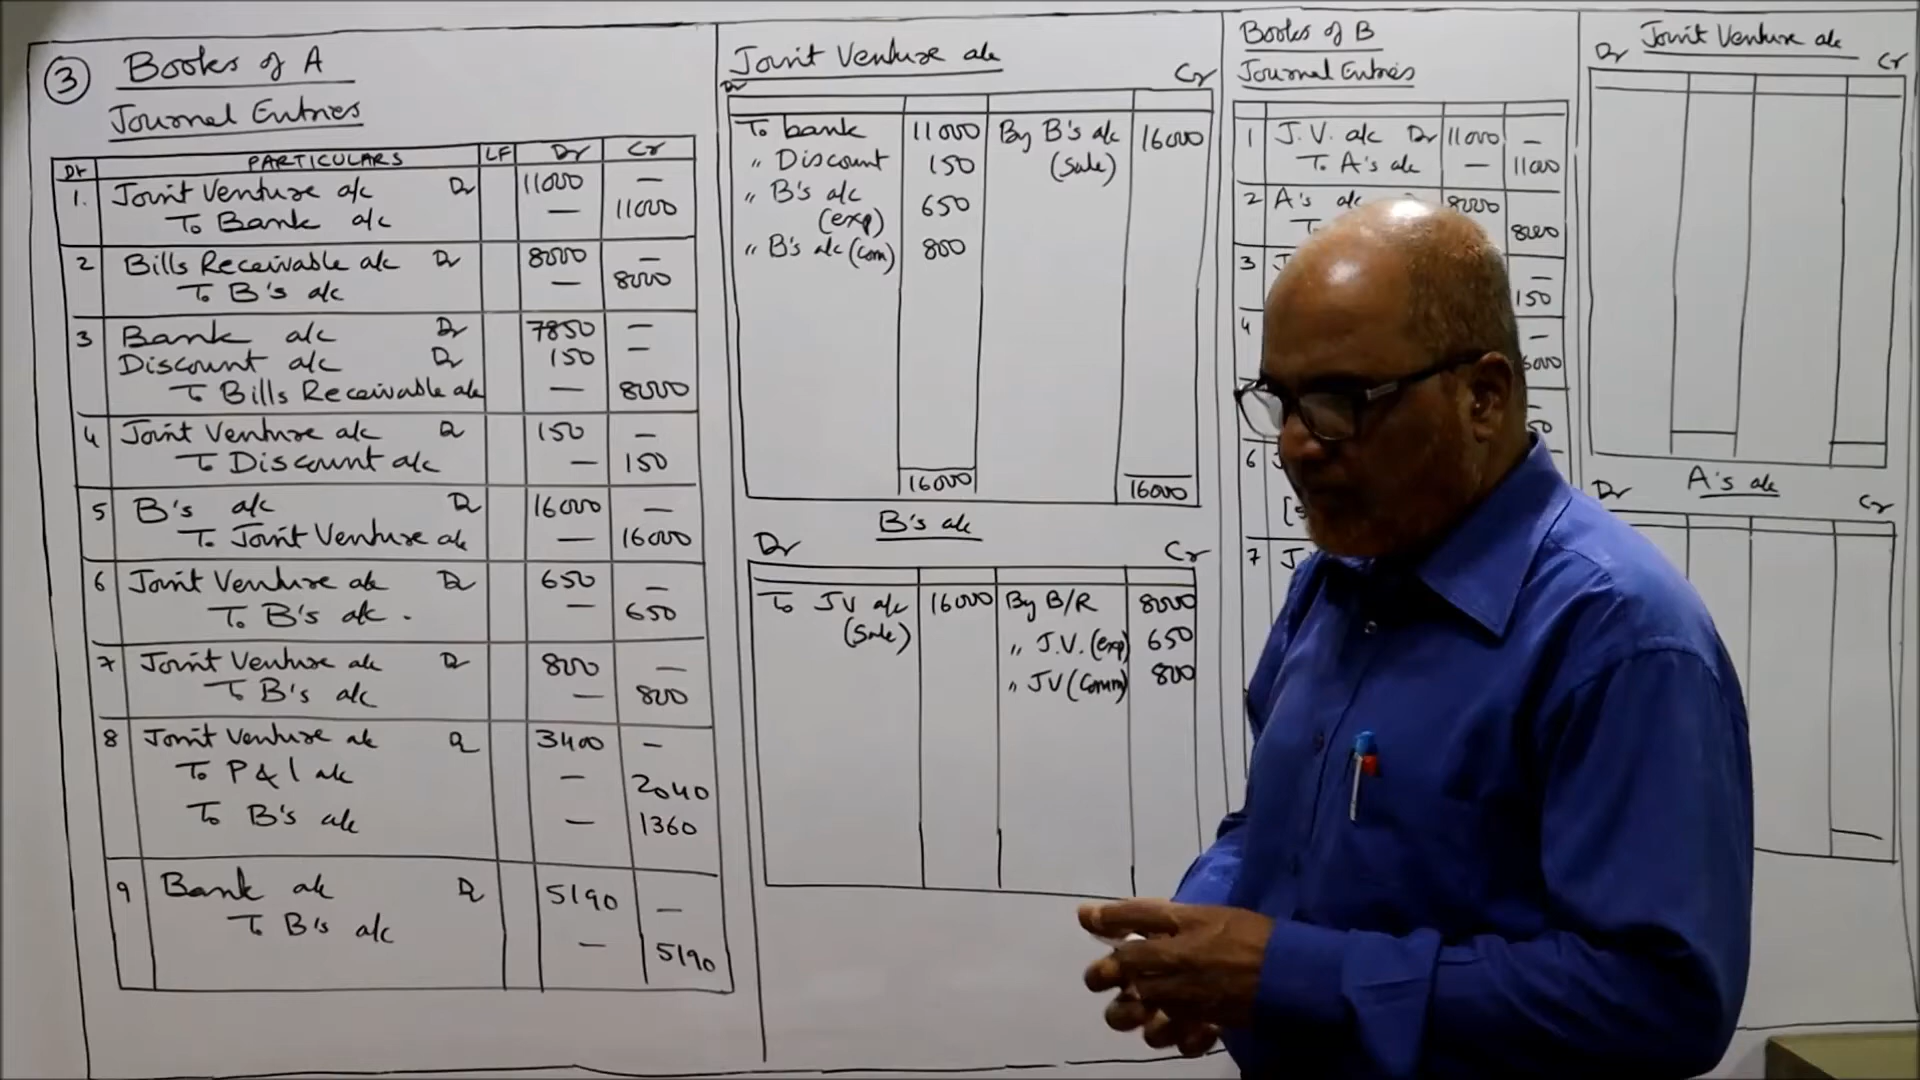 3 Books of A
Journal Entries
Dt PARTICULARS LF Dr Cr
1. Joint Venture a/c Dr 11000 —
To Bank a/c — 11000
2 Bills Receivable a/c Dr 8000 —
To B's a/c — 8000
3 Bank a/c Dr 7850 —
Discount a/c Dr 150 —
To Bills Receivable a/c — 8000
4 Joint Venture a/c Dr 150 —
To Discount a/c — 150
5 B's a/c Dr 16000 —
To Joint Venture a/c — 16000
6 Joint Venture a/c Dr 650 —
To B's a/c . — 650
7 Joint Venture a/c Dr 800 —
To B's a/c — 800
8 Joint Venture a/c Dr 3400 —
To P & L a/c — 2040
To B's a/c — 1360
9 Bank a/c Dr 5190 —
To B's a/c — 5190
Joint Venture a/c
Dr Cr
To bank 11000 By B's a/c 16000
" Discount 150 (Sale)
" B's a/c
(exp) 650
" B's a/c (com) 800
16000 16000
B's a/c
Dr Cr
To JV a/c 16000 By B/R 8000
(Sale) " J.V. (exp) 650
" JV (Comm) 800
Books of B
Journal Entries
1 J.V. a/c Dr 11000 —
To A's a/c — 11000
2 A's a/c 8000
8000
3 —
150
4 —
6
7
Joint Venture a/c
Dr Cr
A's a/c
Dr Cr